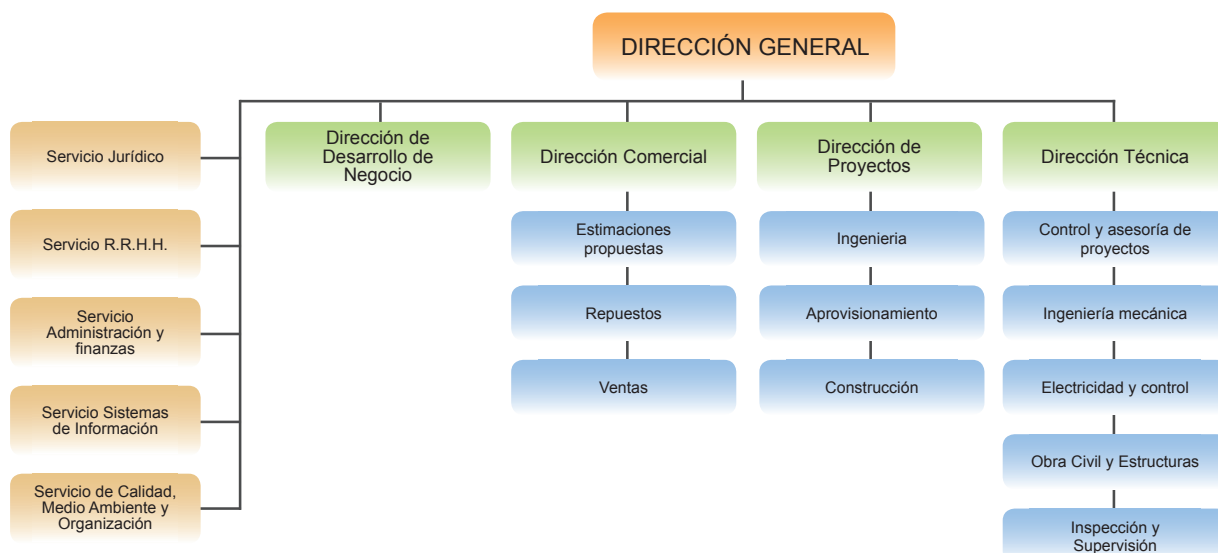 DIRECCIÓN GENERAL
Servicio Jurídico
Servicio R.R.H.H.
Servicio
Administración y
finanzas
Servicio Sistemas
de Información
Servicio de Calidad,
Medio Ambiente y
Organización
Dirección de
Desarrollo de
Negocio
Dirección Comercial
Estimaciones
propuestas
Repuestos
Ventas
Dirección de
Proyectos
Ingenieria
Aprovisionamiento
Construcción
Dirección Técnica
Control y asesoría de
proyectos
Ingeniería mecánica
Electricidad y control
Obra Civil y Estructuras
Inspección y
Supervisión